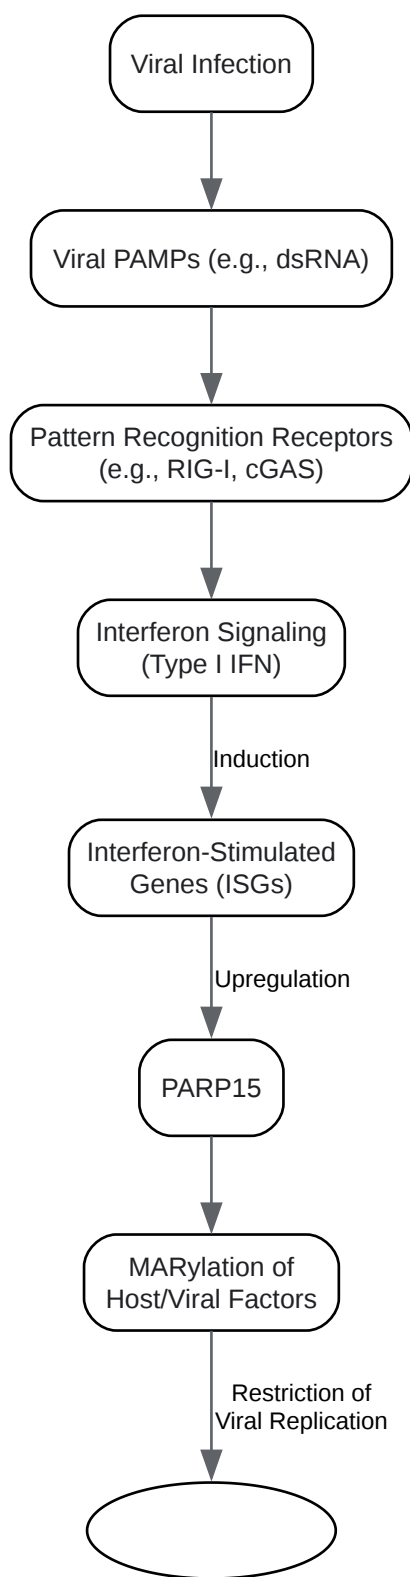 Viral Infection
Viral PAMPs (e.g., dsRNA)
Pattern Recognition Receptors
(e.g., RIG-I, cGAS)
Interferon Signaling
(Type I IFN)
Induction
Interferon-Stimulated
Genes (ISGs)
Upregulation
PARP15
MARylation of
Host/Viral Factors
Restriction of
Viral Replication